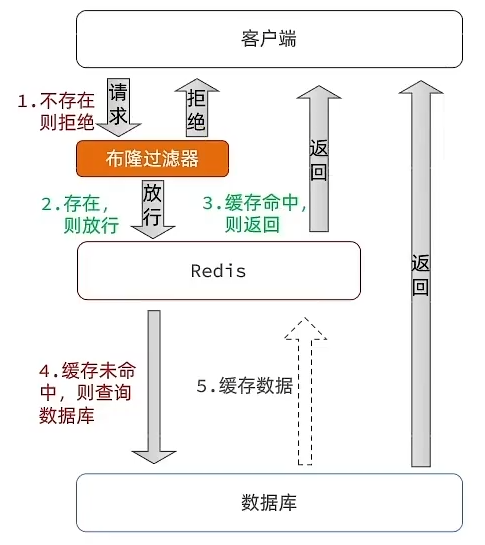 客户端
1.不存在
则拒绝
请求
拒绝
布隆过滤器
2.存在,
则放行
放行
3.缓存命中,
则返回
返回
Redis
返回
4.缓存未命
中，则查询
数据库
5.缓存数据
数据库